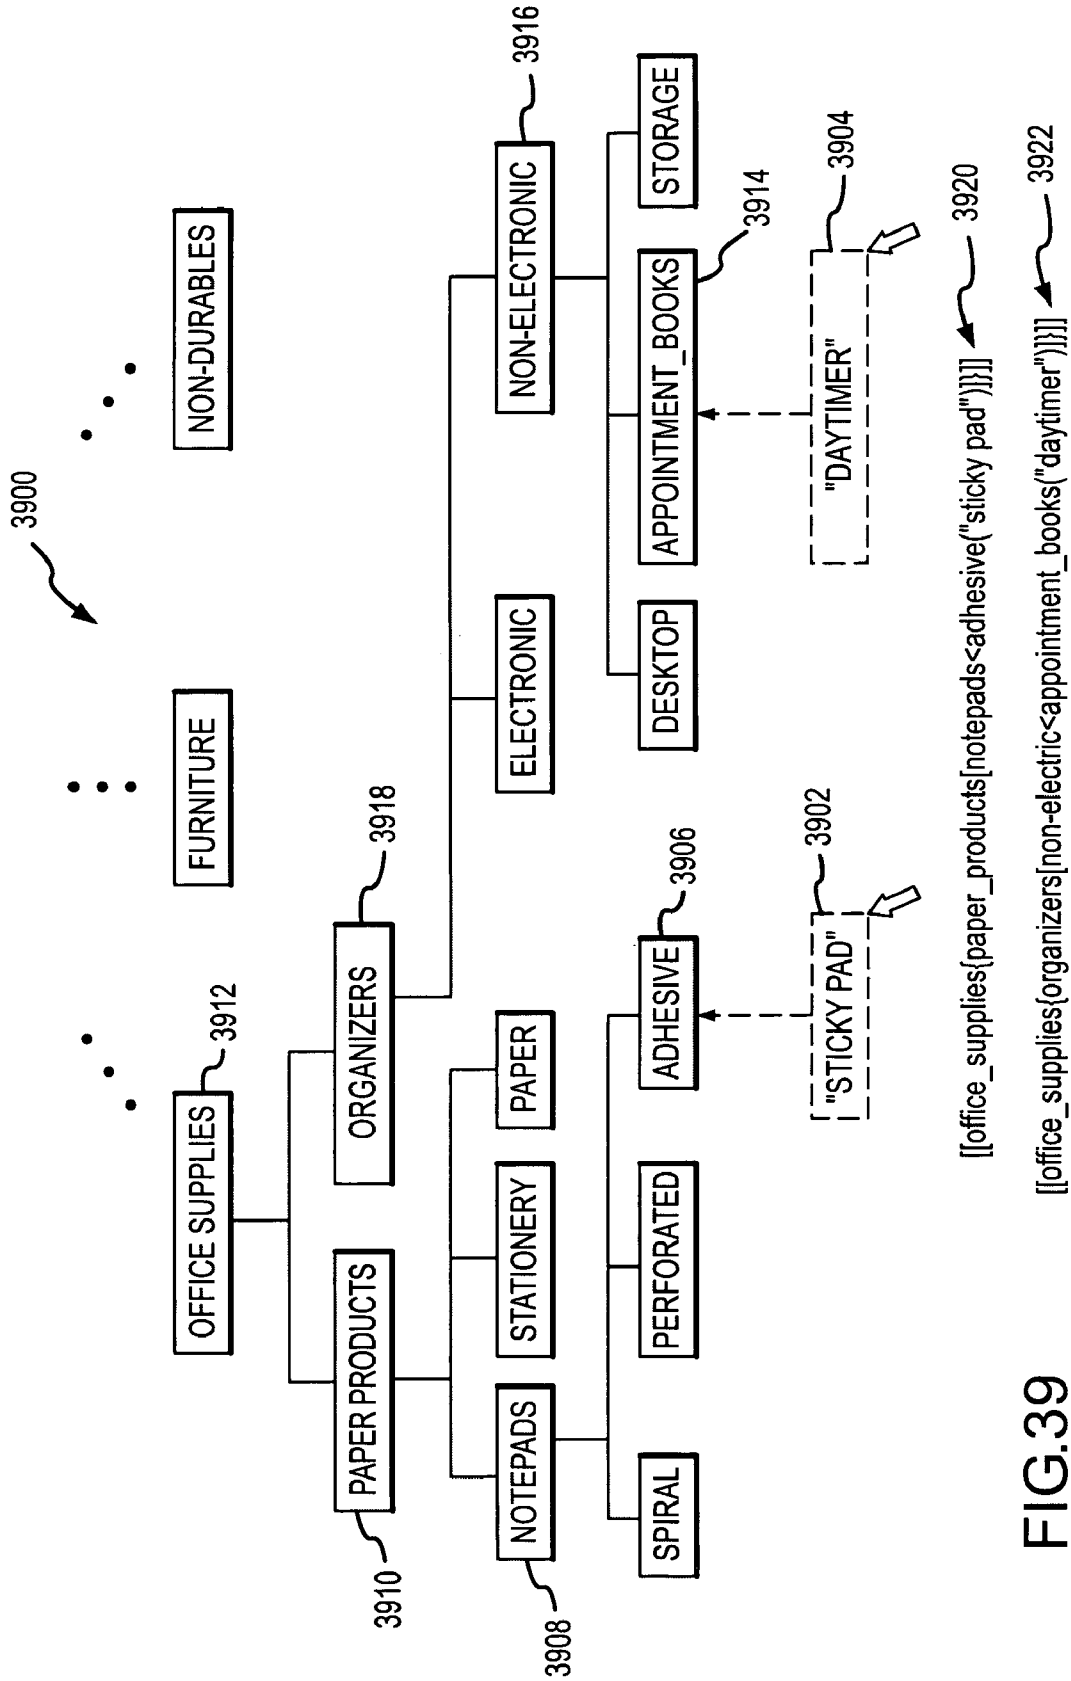 3900
OFFICE SUPPLIES
3912
FURNITURE
NON-DURABLES
PAPER PRODUCTS
3910
ORGANIZERS
3918
NOTEPADS
3908
STATIONERY
PAPER
ELECTRONIC
NON-ELECTRONIC
3916
SPIRAL
PERFORATED
ADHESIVE
3906
DESKTOP
APPOINTMENT_BOOKS
3914
STORAGE
"STICKY PAD"
3902
"DAYTIMER"
3904
[[office_supplies{paper_products[notepads<adhesive("sticky pad")]}]]
3920
[[office_supplies{organizers[non-electric<appointment_books("daytimer")]}]]
3922
FIG.39